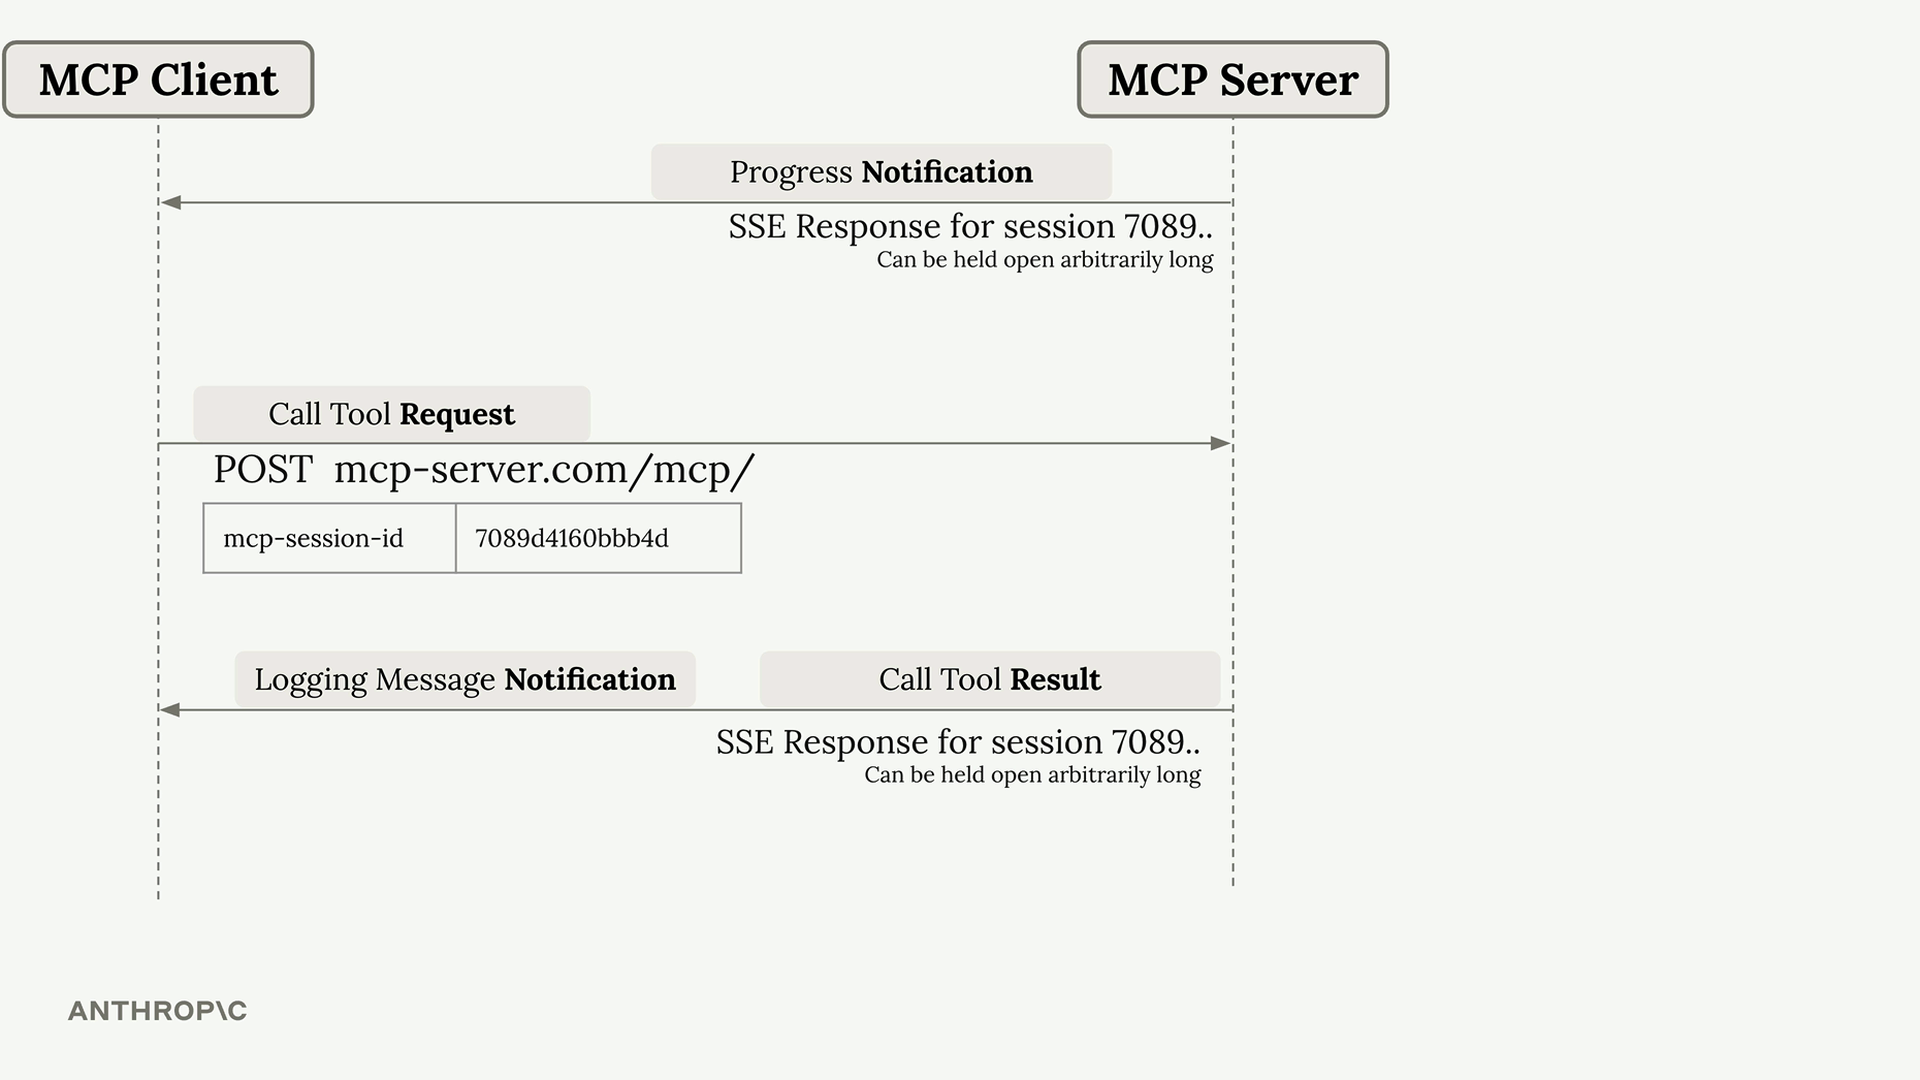 MCP Client
MCP Server
Progress Notification
SSE Response for session 7089..
Can be held open arbitrarily long
Call Tool Request
POST mcp-server.com/mcp/
mcp-session-id
7089d4160bbb4d
Logging Message Notification
Call Tool Result
SSE Response for session 7089..
Can be held open arbitrarily long
ANTHROP\C